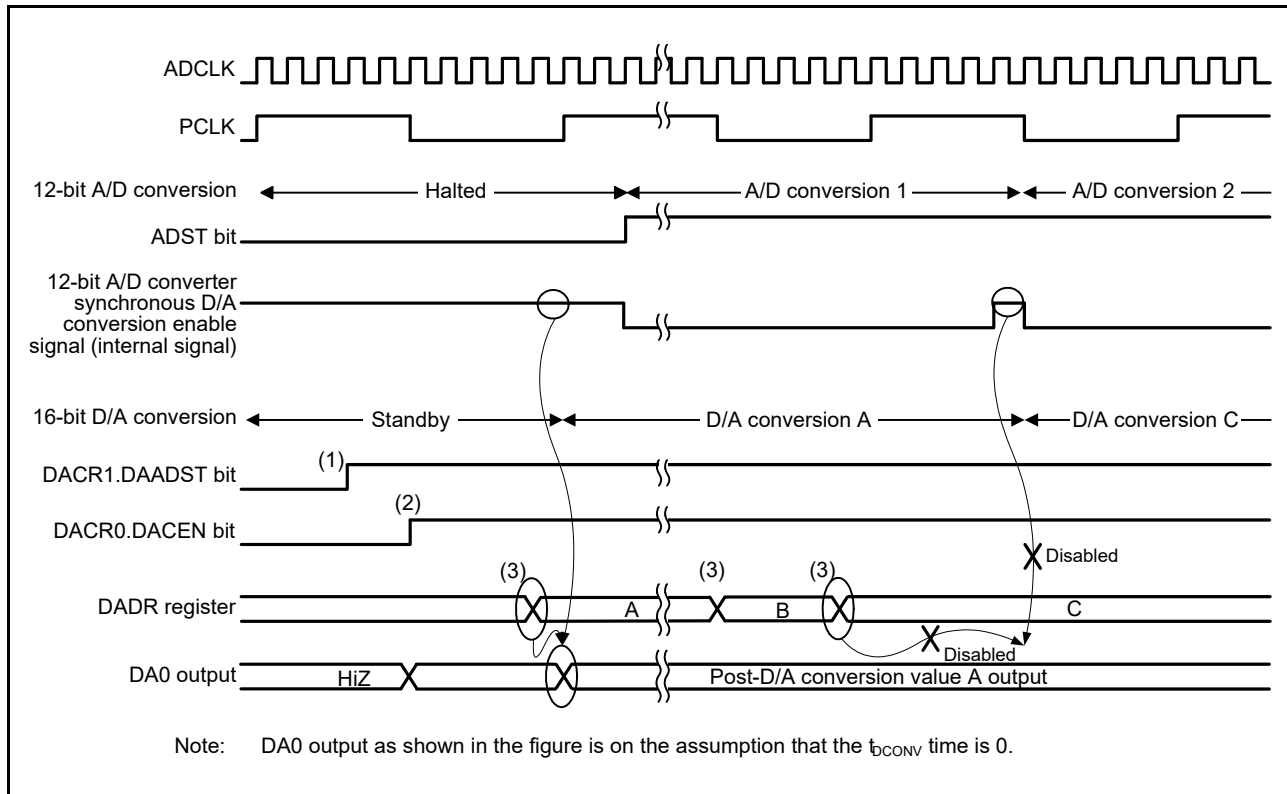 ADCLK
PCLK
12-bit A/D conversion
Halted
A/D conversion 1
A/D conversion 2
ADST bit
12-bit A/D converter
synchronous D/A
conversion enable
signal (internal signal)
16-bit D/A conversion
Standby
D/A conversion A
D/A conversion C
(1)
DACR1.DAADST bit
(2)
DACR0.DACEN bit
Disabled
(3)
(3)
(3)
DADR register
A
B
C
Disabled
DA0 output
HiZ
Post-D/A conversion value A output
Note: DA0 output as shown in the figure is on the assumption that the tDCONV time is 0.